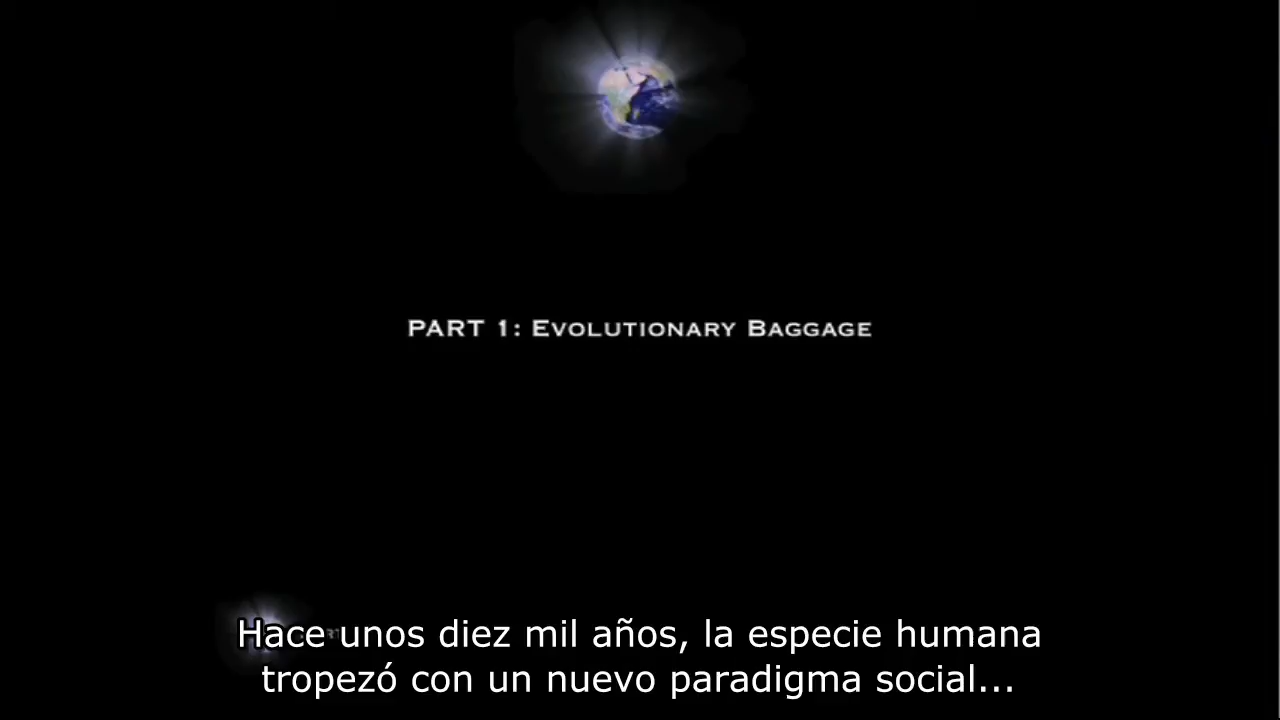 PART 1: EVOLUTIONARY BAGGAGE
Hace unos diez mil años, la especie humana
tropezó con un nuevo paradigma social...